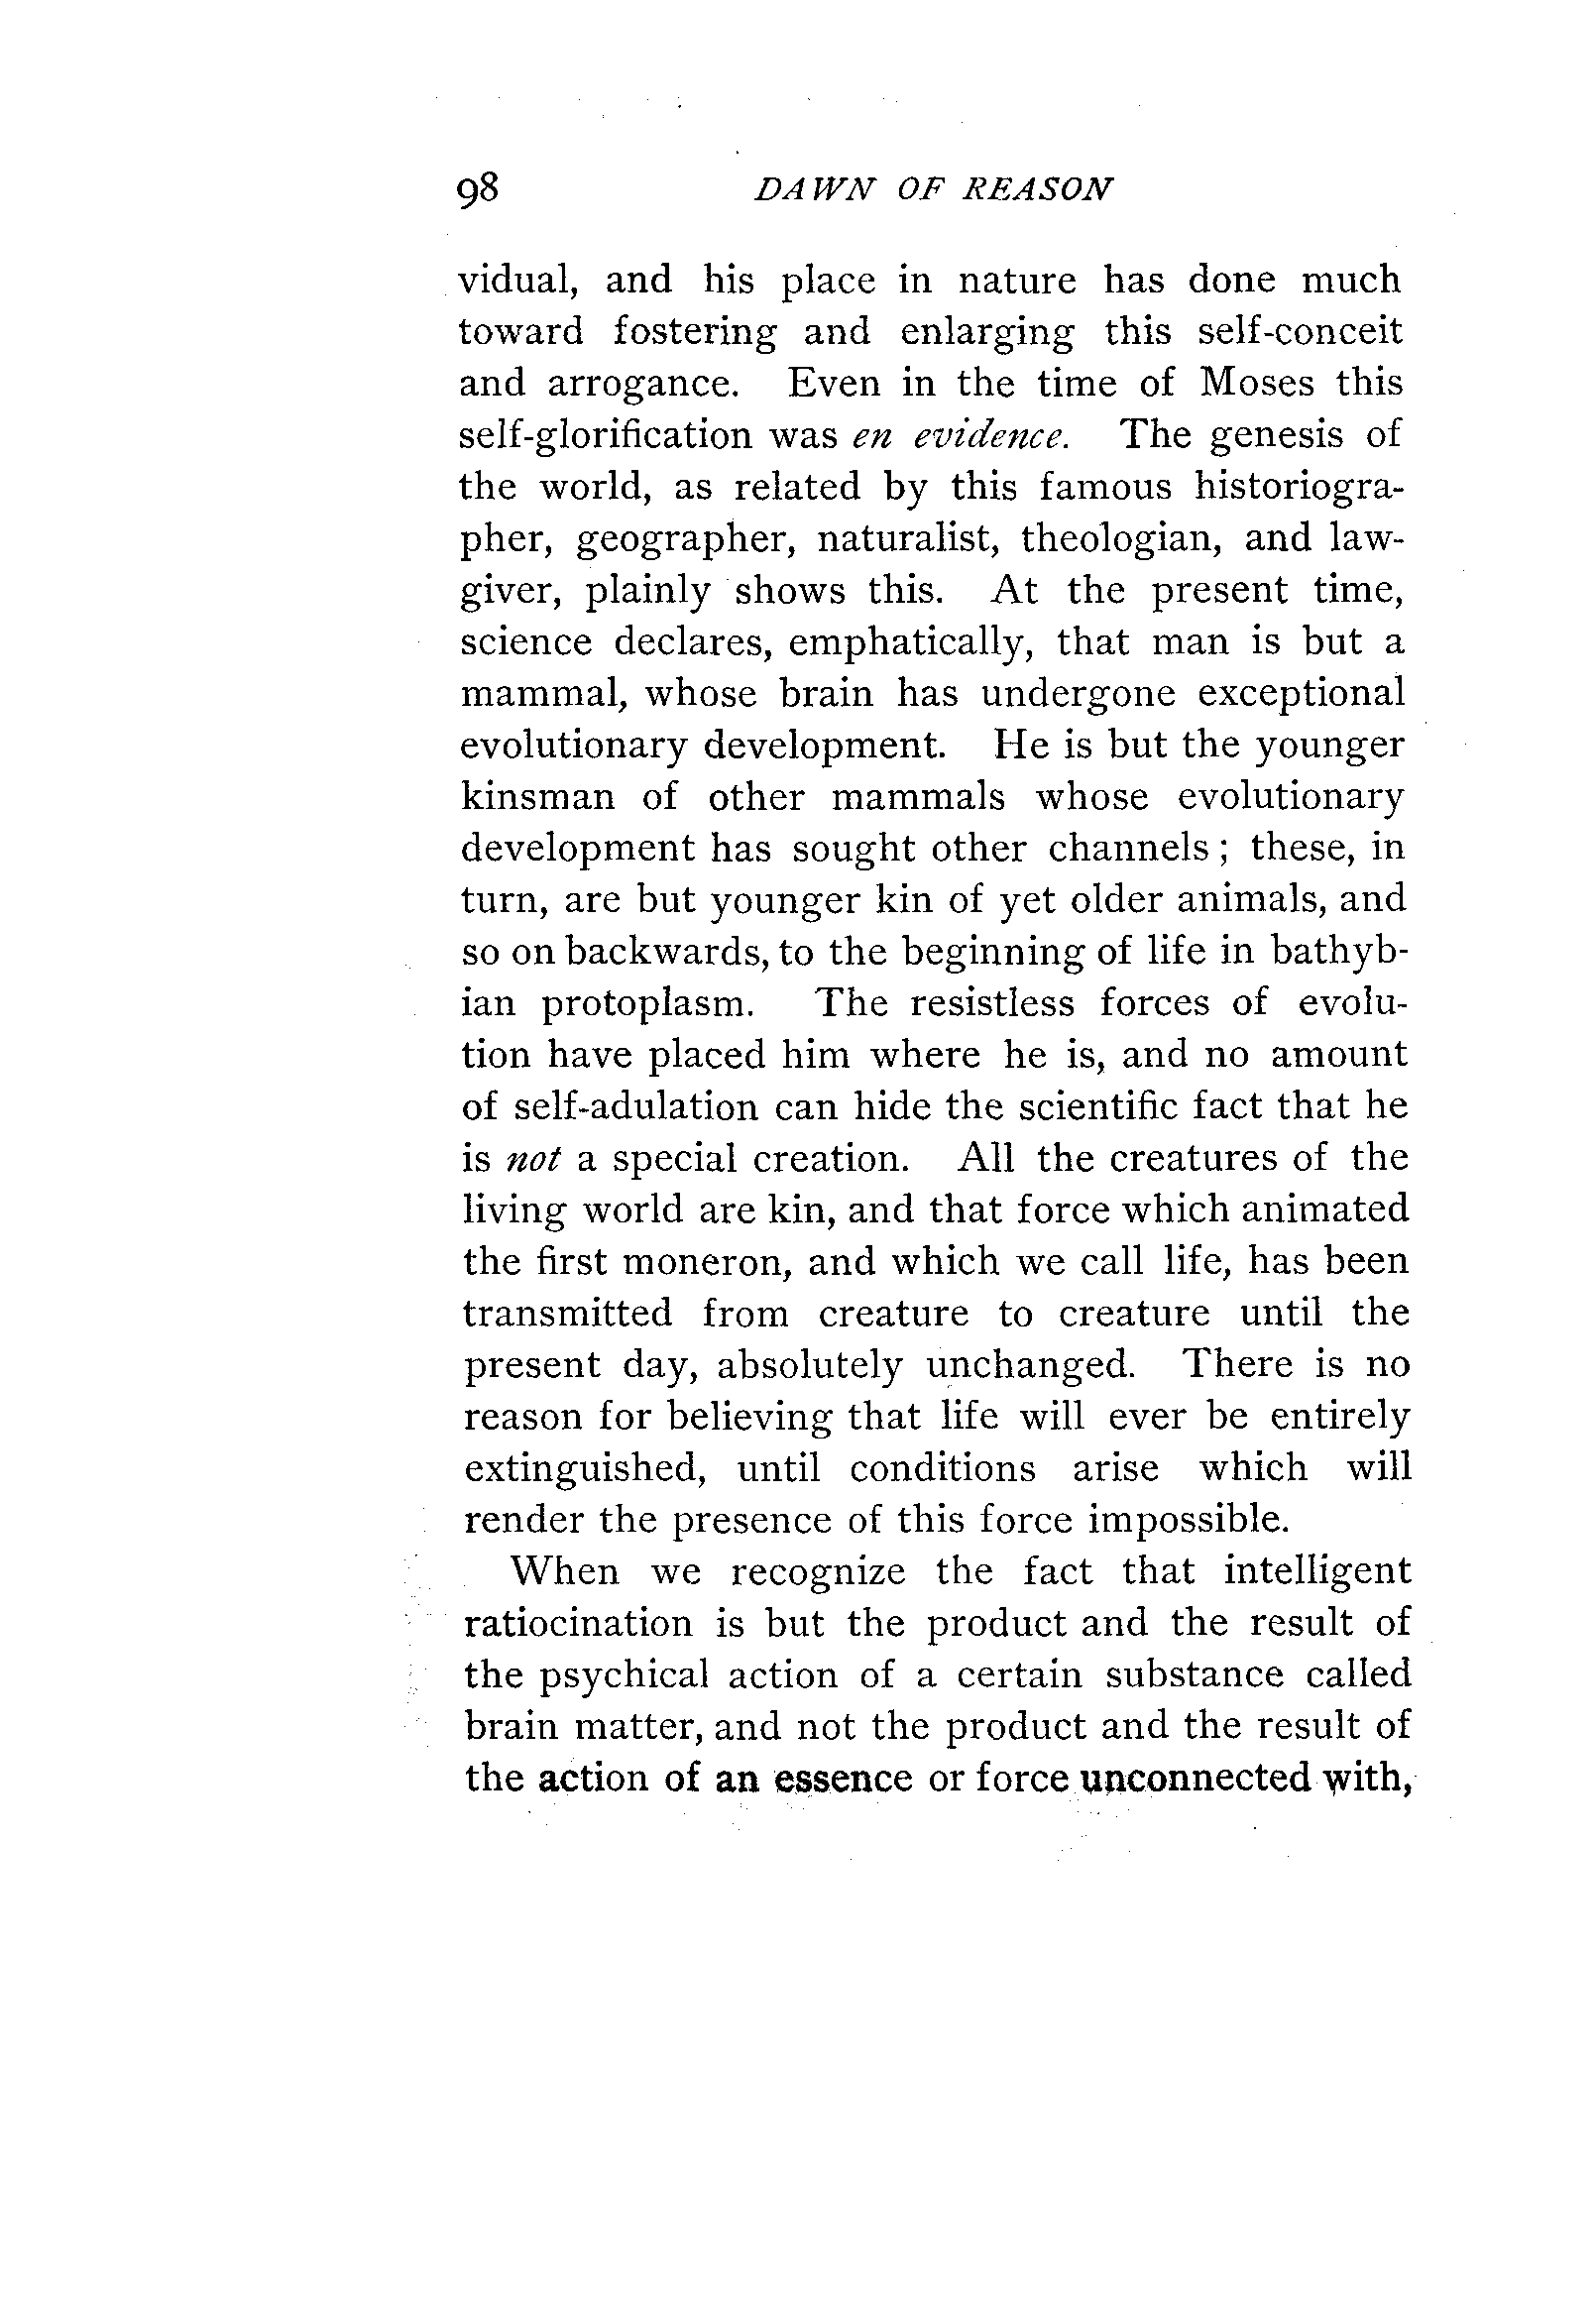 98 DAWN OF REASON
vidual, and his place in nature has done much
toward fostering and enlarging this self-conceit
and arrogance. Even in the time of Moses this
self-glorification was en evidence. The genesis of
the world, as related by this famous historiogra-
pher, geographer, naturalist, theologian, and law-
giver, plainly shows this. At the present time,
science declares, emphatically, that man is but a
mammal, whose brain has undergone exceptional
evolutionary development. He is but the younger
kinsman of other mammals whose evolutionary
development has sought other channels; these, in
turn, are but younger kin of yet older animals, and
so on backwards, to the beginning of life in bathyb-
ian protoplasm. The resistless forces of evolu-
tion have placed him where he is, and no amount
of self-adulation can hide the scientific fact that he
is not a special creation. All the creatures of the
living world are kin, and that force which animated
the first moneron, and which we call life, has been
transmitted from creature to creature until the
present day, absolutely unchanged. There is no
reason for believing that life will ever be entirely
extinguished, until conditions arise which will
render the presence of this force impossible.
When we recognize the fact that intelligent
ratiocination is but the product and the result of
the psychical action of a certain substance called
brain matter, and not the product and the result of
the action of an essence or force unconnected with,